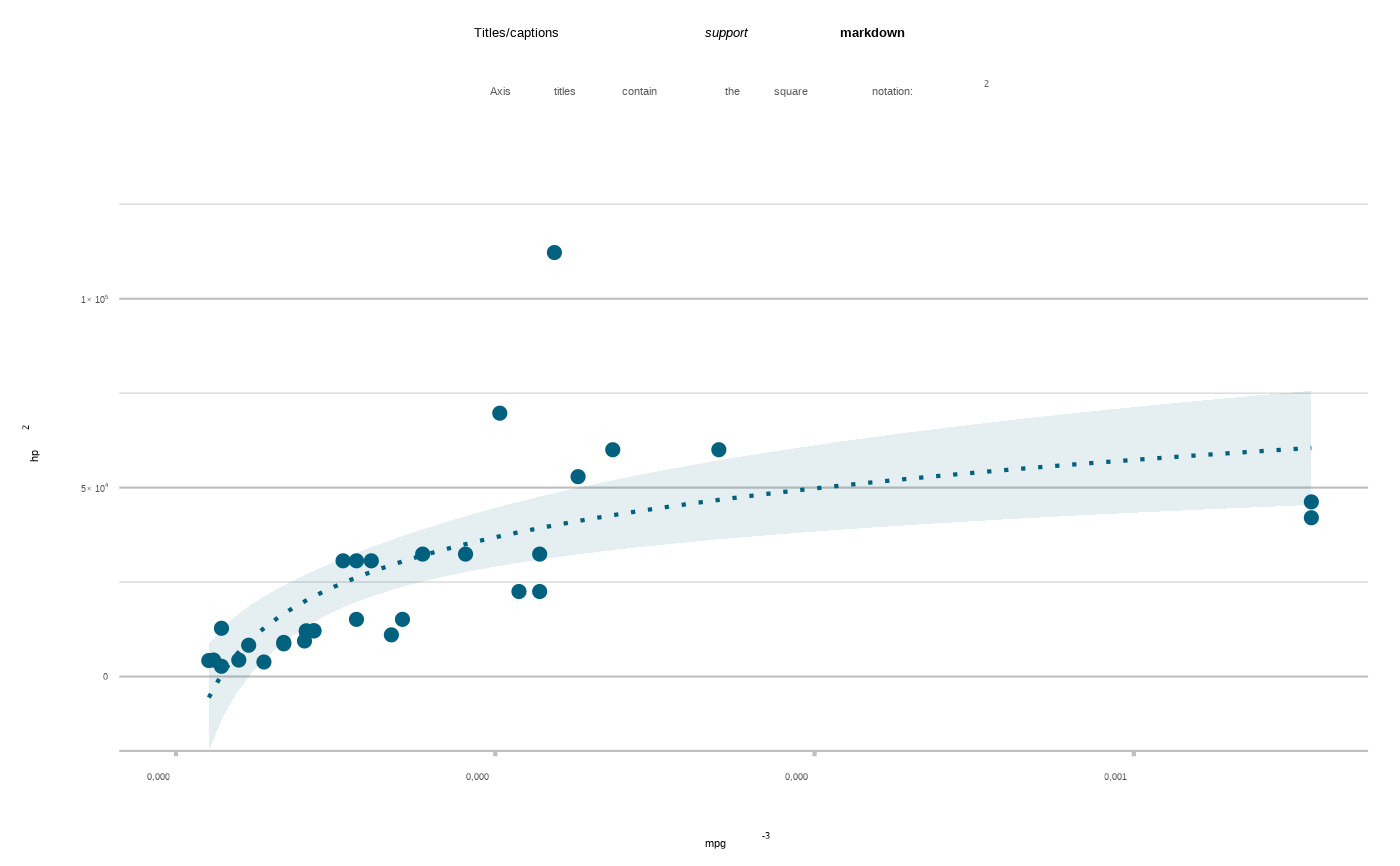 Titles/captions support markdown
Axis titles contain the square notation: ²
1× 10⁵
5× 10⁴
0
hp ²
0,000 0,000 0,000 0,001
mpg ⁻³